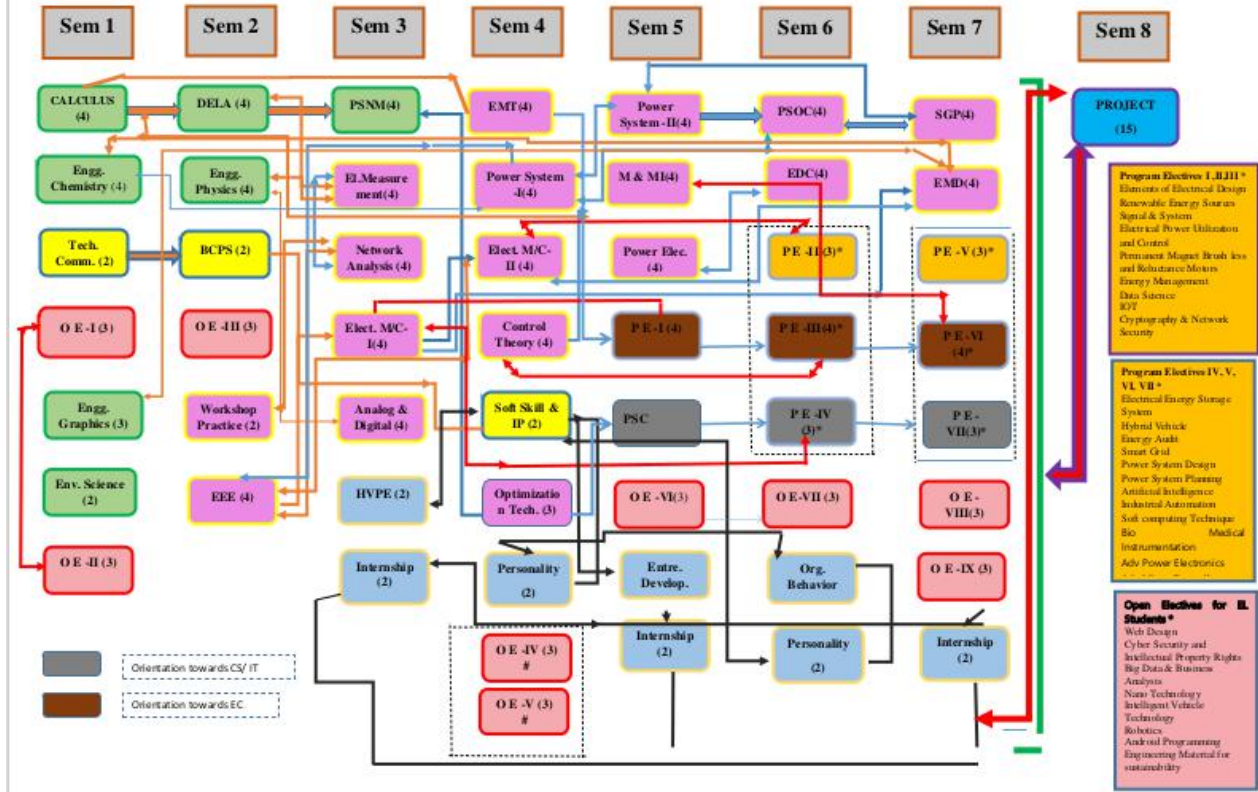 Sem 1
Sem 2
Sem 3
Sem 4
Sem 5
Sem 6
Sem 7
Sem 8
CALCULUS
(4)
DELA (4)
PSNM(4)
EMT(4)
Power
System -II(4)
PSOC(4)
SGP(4)
PROJECT
(15)
Engg.
Chemistry (4)
Engg.
Physics (4)
El.Measure
ment(4)
Power System
-I(4)
M & MI(4)
EDC(4)
EMD(4)
Tech.
Comm. (2)
BCPS (2)
Network
Analysis (4)
Elect. M/C-
II (4)
Power Elec.
(4)
P E -II (3)*
P E -V (3)*
O E -I (3)
O E -III (3)
Elect. M/C-
I(4)
Control
Theory (4)
P E -I (4)
P E -III (4)*
P E -VI
(4)*
Engg.
Graphics (3)
Workshop
Practice (2)
Analog &
Digital (4)
Soft Skill &
IP (2)
PSC
P E -IV
(3)*
P E -
VII(3)*
Env. Science
(2)
EEE (4)
HVPE (2)
Optimizatio
n Tech. (3)
O E -VI(3)
O E-VII (3)
O E -
VIII(3)
O E -II (3)
Internship
(2)
Personality
(2)
Entre.
Develop.
Org.
Behavior
O E -IX (3)
O E -IV (3)
#
Internship
(2)
Personality
(2)
Internship
(2)
O E -V (3)
#
Orientation towards CS/ IT
Orientation towards EC
Program Electives I ,II,III *
Elements of Electrical Design
Renewable Energy Sources
Signal & System
Electrical Power Utilization
and Control
Permanent Magnet Brush less
and Reluctance Motors
Energy Management
Data Science
IOT
Cryptography & Network
Security
Program Electives IV, V,
VI, VII *
Electrical Energy Storage
System
Hybrid Vehicle
Energy Audit
Smart Grid
Power System Design
Power System Planning
Artificial Intelligence
Industrial Automation
Soft computing Technique
Bio Medical
Instrumentation
Adv Power Electronics
Open Electives for EL
Students *
Web Design
Cyber Security and
Intellectual Property Rights
Big Data & Business
Analysis
Nano Technology
Intelligent Vehicle
Technology
Robotics
Android Programming
Engineering Material for
sustainability